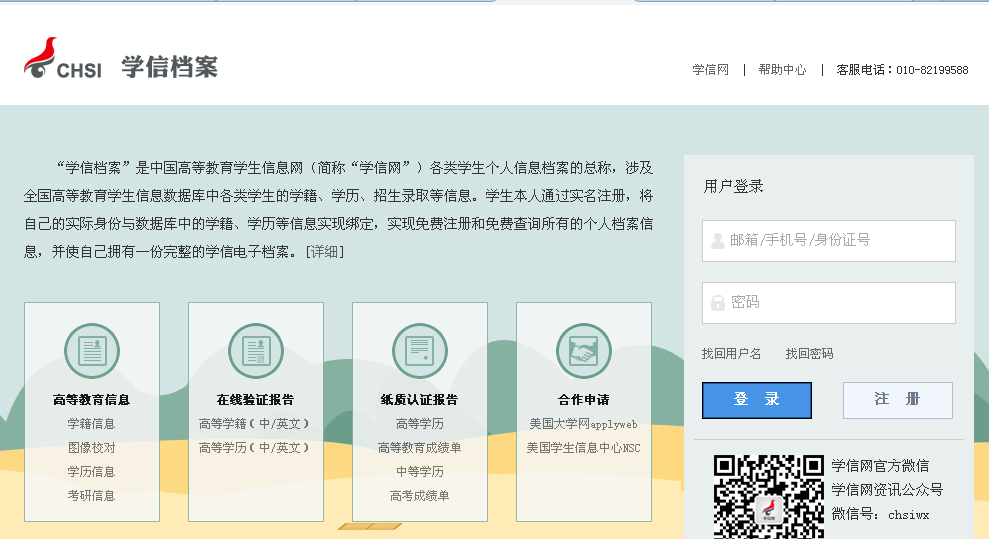 CHSI 学信档案
学信网 | 帮助中心 | 客服电话：010-82199588
“学信档案”是中国高等教育学生信息网（简称“学信网”）各类学生个人信息档案的总称，涉及
全国高等教育学生信息数据库中各类学生的学籍、学历、招生录取等信息。学生本人通过实名注册，将
自己的实际身份与数据库中的学籍、学历等信息实现绑定，实现免费注册和免费查询所有的个人档案信
息，并使自己拥有一份完整的学信电子档案。[详细]
高等教育信息
学籍信息
图像校对
学历信息
考研信息
在线验证报告
高等学籍（中/英文）
高等学历（中/英文）
纸质认证报告
高等学历
高等教育成绩单
中等学历
高考成绩单
合作申请
美国大学网applyweb
美国学生信息中心NSC
用户登录
邮箱/手机号/身份证号
密码
找回用户名 找回密码
登 录 注 册
学信网
学信网官方微信
学信网资讯公众号
微信号：chsiwx